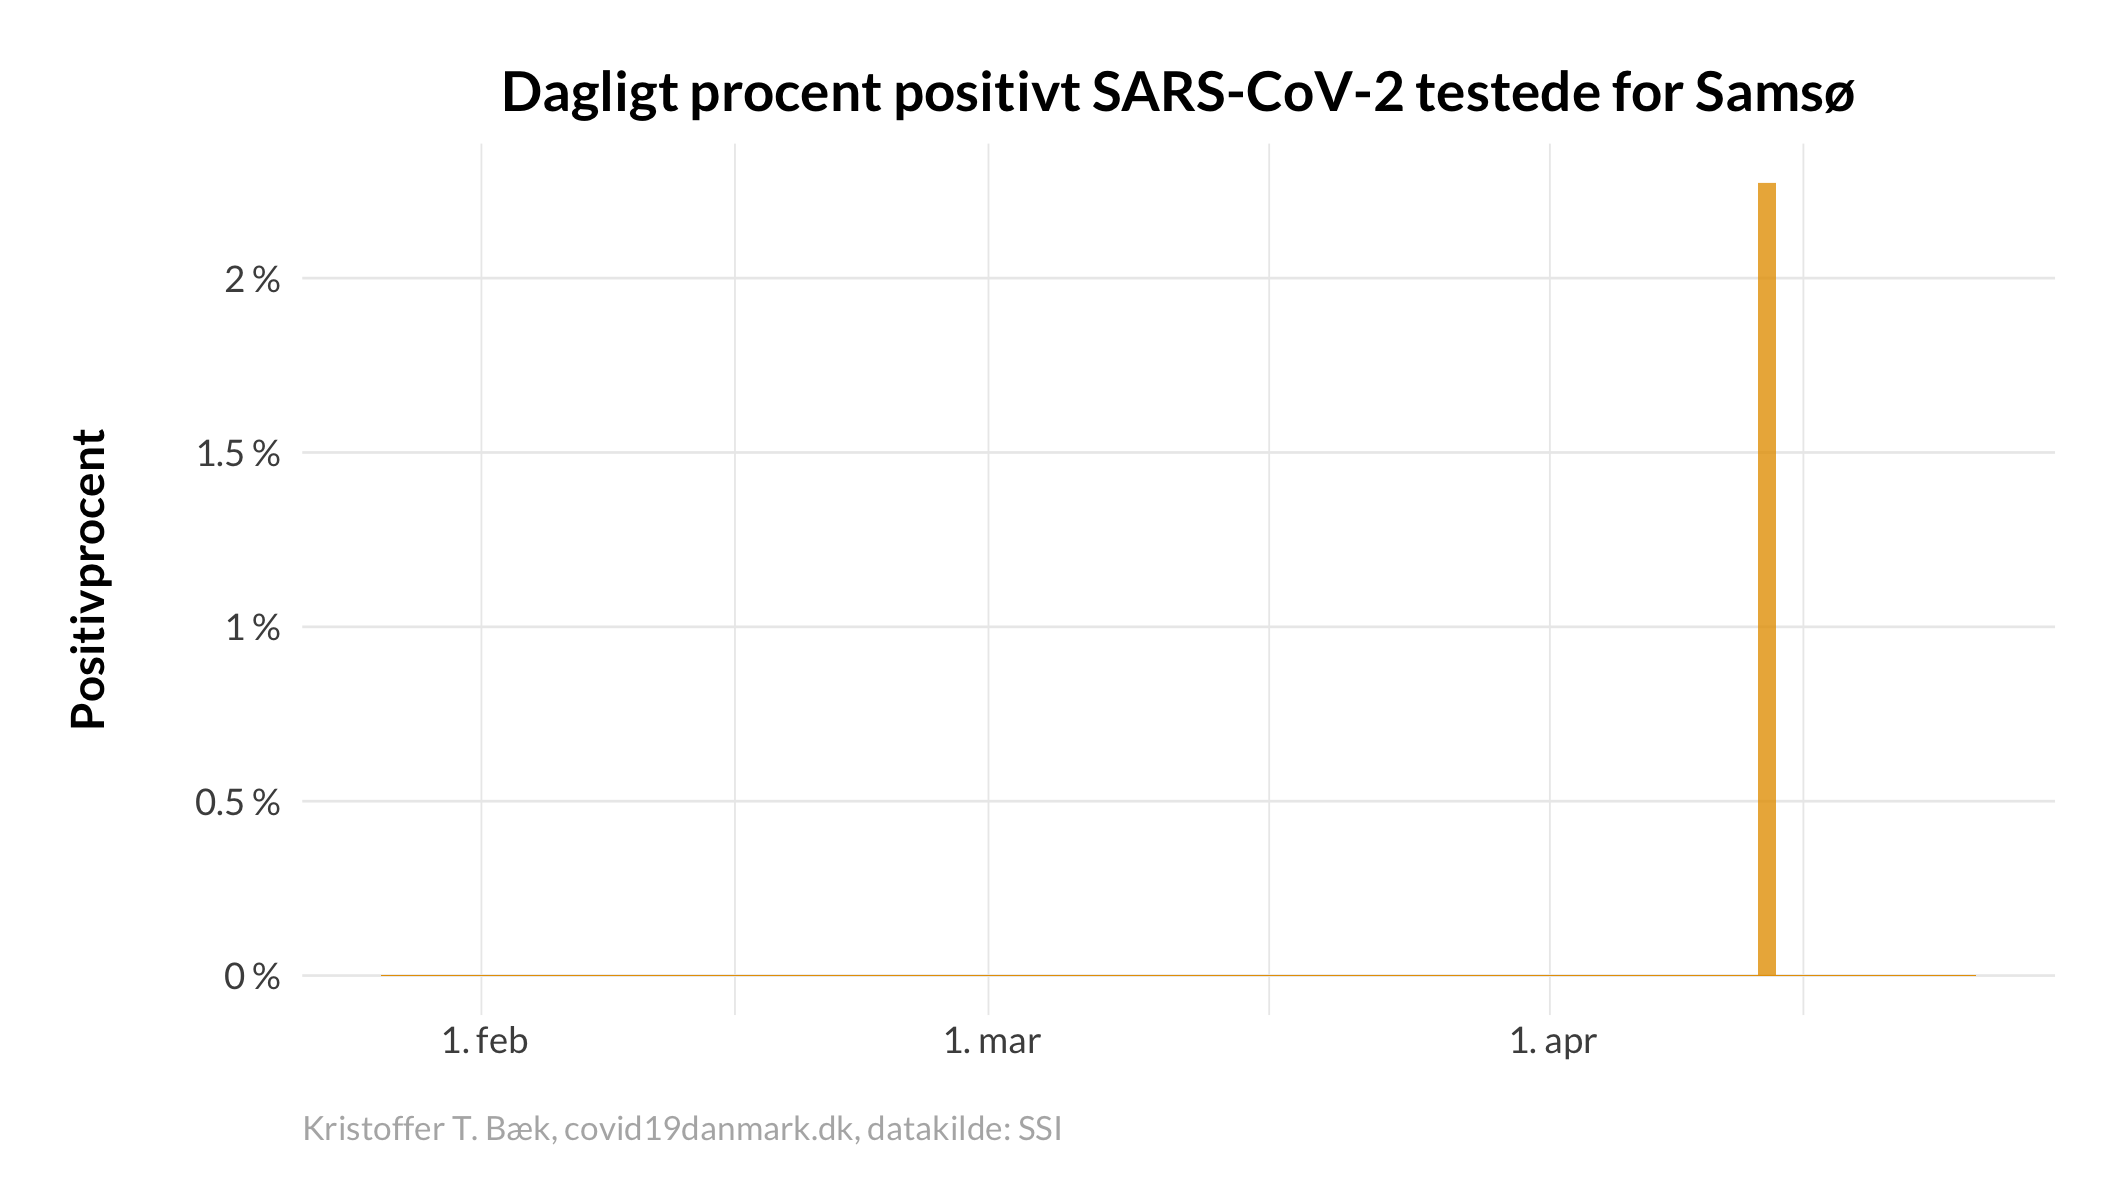 Dagligt procent positivt SARS-CoV-2 testede for Samsø
Positivprocent
2 %
1.5 %
1 %
0.5 %
0 %
1. feb
1. mar
1. apr
Kristoffer T. Bæk, covid19danmark.dk, datakilde: SSI